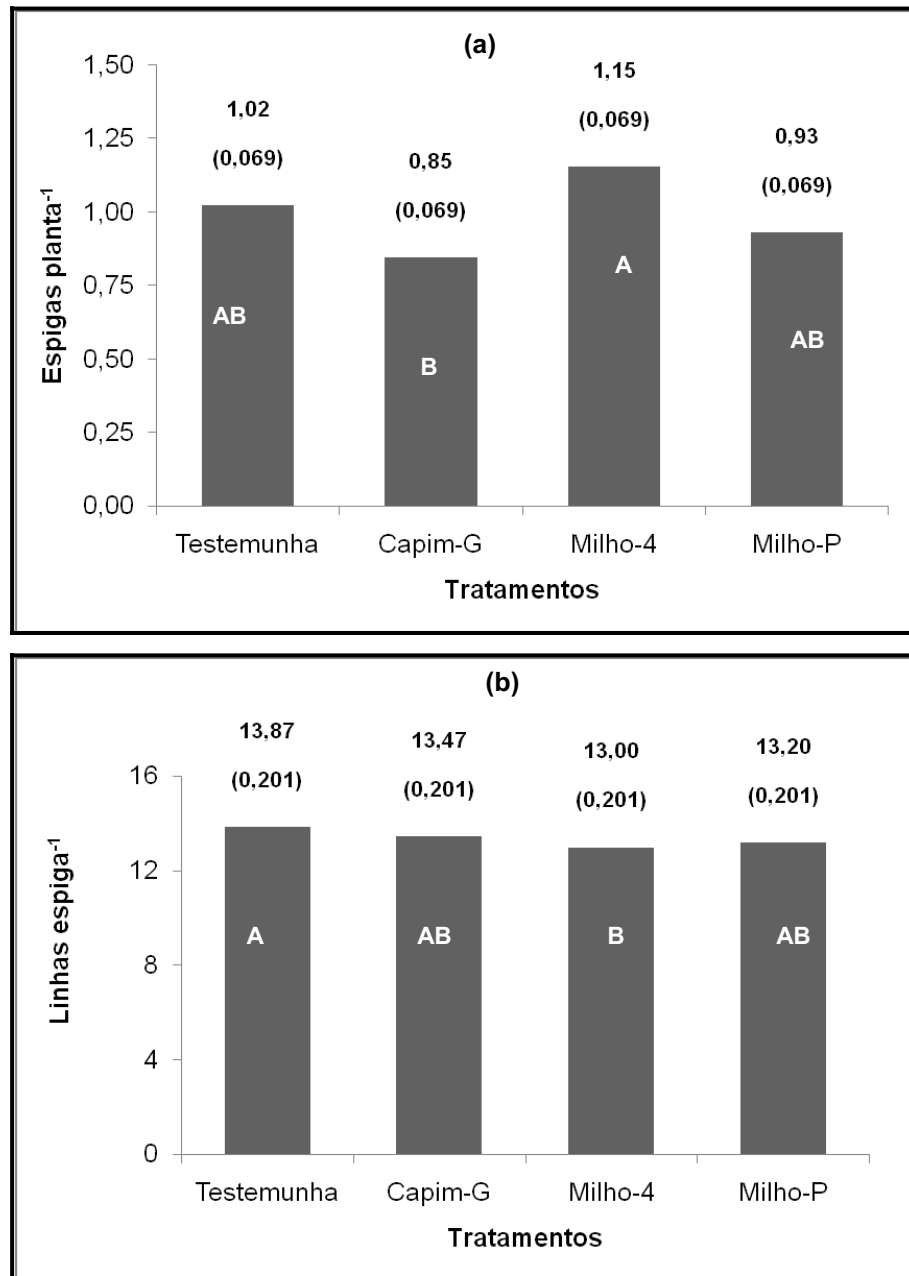 (a)
Espigas planta⁻¹
1,50
1,25
1,00
0,75
0,50
0,25
0,00
1,02
(0,069)
0,85
(0,069)
1,15
(0,069)
0,93
(0,069)
AB
B
A
AB
Testemunha Capim-G Milho-4 Milho-P
Tratamentos
(b)
Linhas espiga⁻¹
16
12
8
4
0
13,87
(0,201)
13,47
(0,201)
13,00
(0,201)
13,20
(0,201)
A
AB
B
AB
Testemunha Capim-G Milho-4 Milho-P
Tratamentos